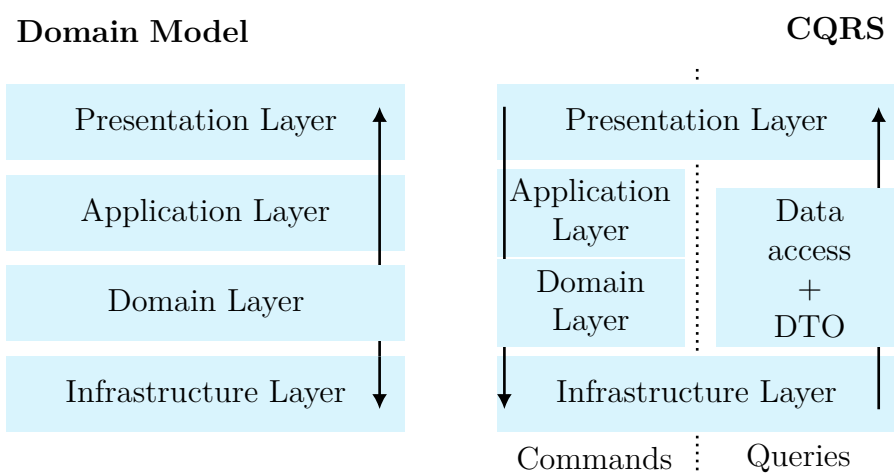 Domain Model
Presentation Layer
Application Layer
Domain Layer
Infrastructure Layer
CQRS
Presentation Layer
Application
Layer
Domain
Layer
Data
access
+
DTO
Infrastructure Layer
Commands
Queries